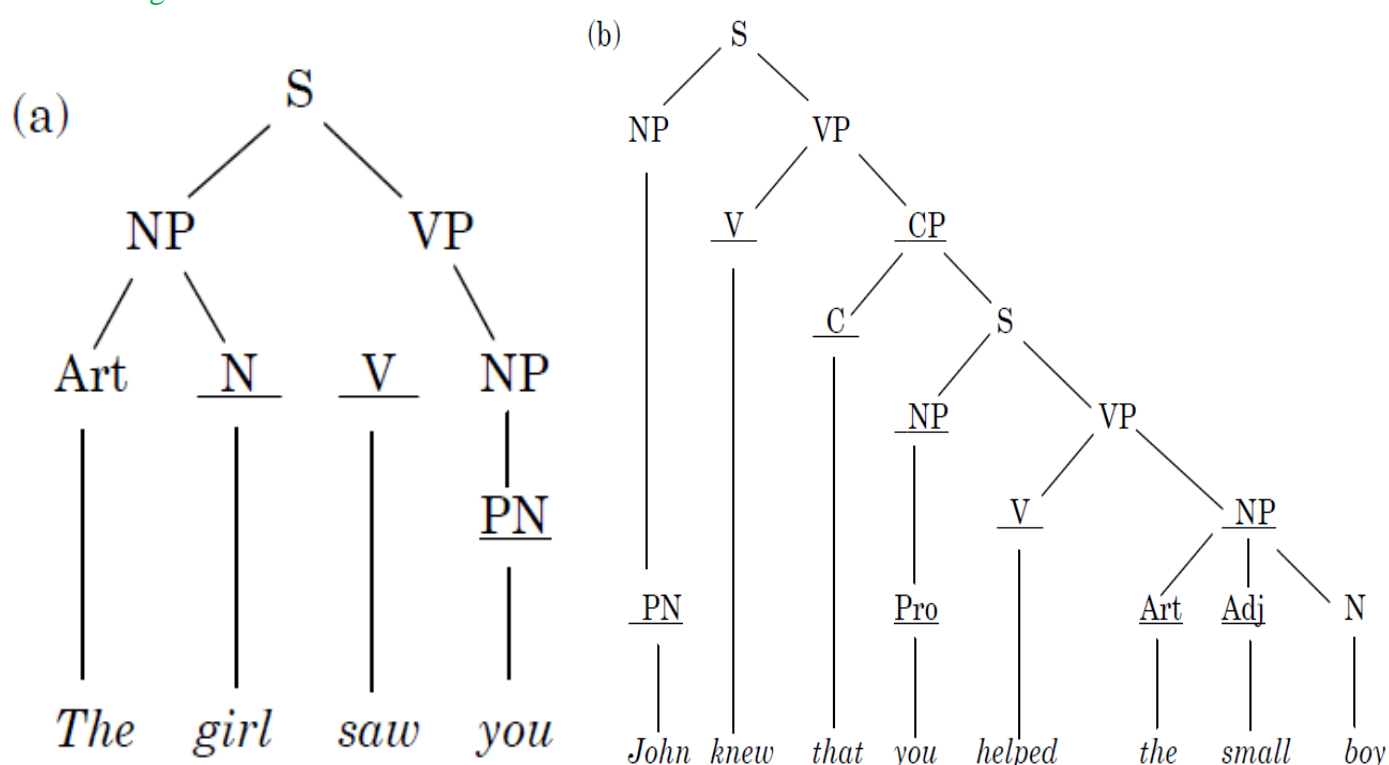 (a)
S
NP VP
Art N V NP
PN
The girl saw you
(b)
S
NP VP
V CP
C S
NP VP
V NP
PN Pro Art Adj N
John knew that you helped the small boy